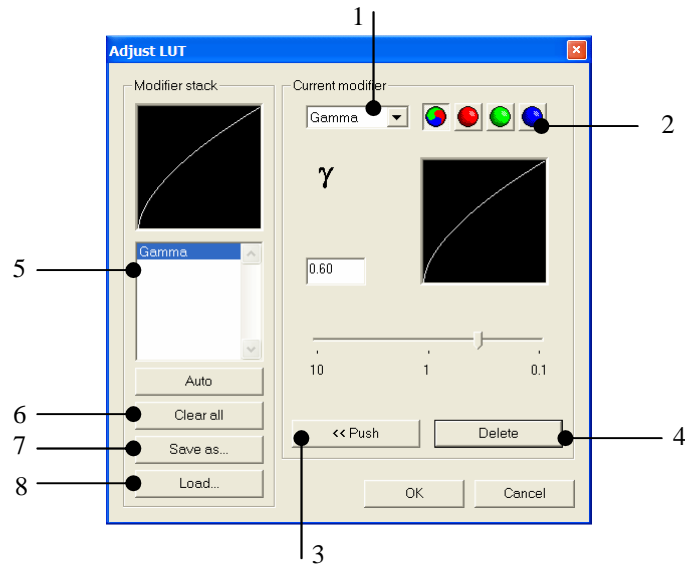 1
Adjust LUT
Modifier stack
Current modifier
Gamma
2
γ
Gamma
5
0.60
10 1 0.1
Auto
6
Clear all
<< Push
Delete
4
7
Save as...
8
Load...
OK
Cancel
3